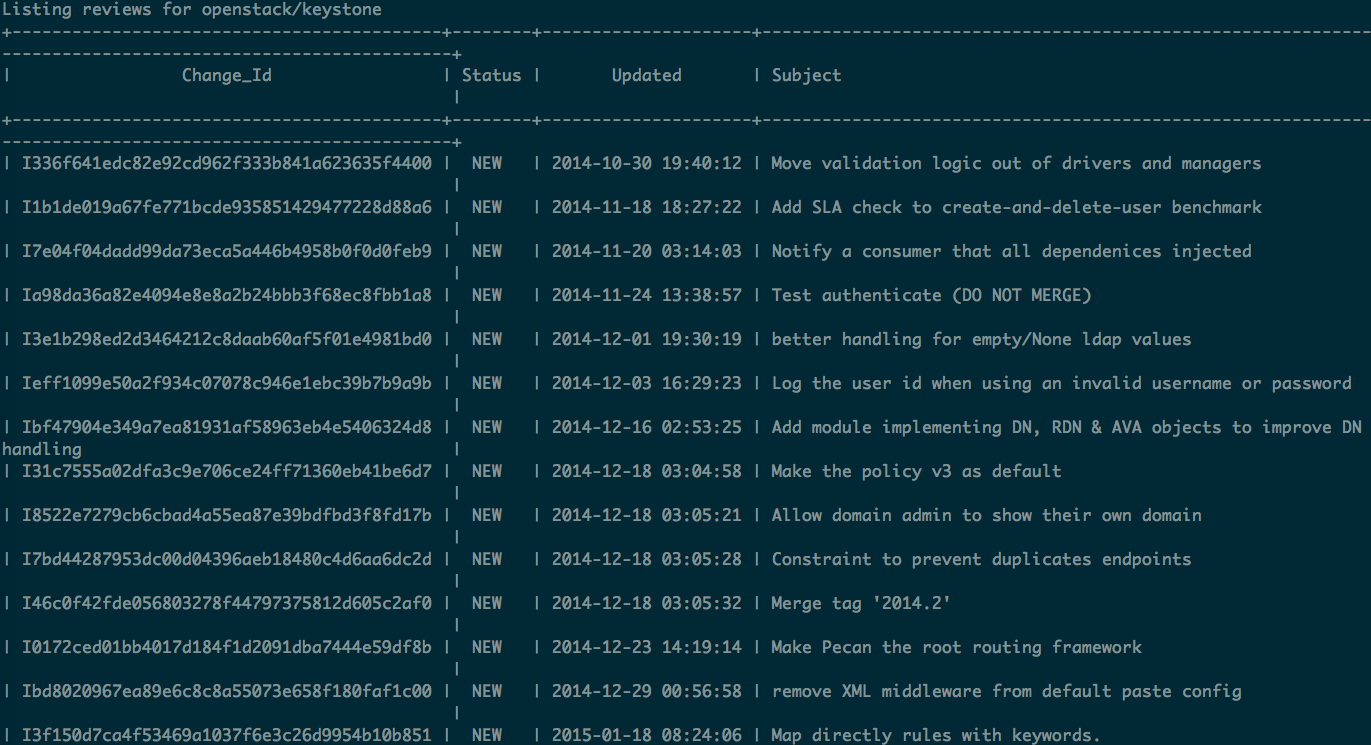 Listing reviews for openstack/keystone
+-------------------------------------------+--------+---------------------+-------------------------------------------------------------
---------------------------------------------+
|                 Change_Id                 | Status |       Updated       | Subject
                                             |
+-------------------------------------------+--------+---------------------+-------------------------------------------------------------
---------------------------------------------+
| I336f641edc82e92cd962f333b841a623635f4400 |  NEW   | 2014-10-30 19:40:12 | Move validation logic out of drivers and managers
                                             |
| I1b1de019a67fe771bcde935851429477228d88a6 |  NEW   | 2014-11-18 18:27:22 | Add SLA check to create-and-delete-user benchmark
                                             |
| I7e04f04dadd99da73eca5a446b4958b0f0d0feb9 |  NEW   | 2014-11-20 03:14:03 | Notify a consumer that all dependenices injected
                                             |
| Ia98da36a82e4094e8e8a2b24bbb3f68ec8fbb1a8 |  NEW   | 2014-11-24 13:38:57 | Test authenticate (DO NOT MERGE)
                                             |
| I3e1b298ed2d3464212c8daab60af5f01e4981bd0 |  NEW   | 2014-12-01 19:30:19 | better handling for empty/None ldap values
                                             |
| Ieff1099e50a2f934c07078c946e1ebc39b7b9a9b |  NEW   | 2014-12-03 16:29:23 | Log the user id when using an invalid username or password
                                             |
| Ibf47904e349a7ea81931af58963eb4e5406324d8 |  NEW   | 2014-12-16 02:53:25 | Add module implementing DN, RDN & AVA objects to improve DN
handling                                     |
| I31c7555a02dfa3c9e706ce24ff71360eb41be6d7 |  NEW   | 2014-12-18 03:04:58 | Make the policy v3 as default
                                             |
| I8522e7279cb6cbad4a55ea87e39bdfbd3f8fd17b |  NEW   | 2014-12-18 03:05:21 | Allow domain admin to show their own domain
                                             |
| I7bd44287953dc00d04396aeb18480c4d6aa6dc2d |  NEW   | 2014-12-18 03:05:28 | Constraint to prevent duplicates endpoints
                                             |
| I46c0f42fde056803278f44797375812d605c2af0 |  NEW   | 2014-12-18 03:05:32 | Merge tag '2014.2'
                                             |
| I0172ced01bb4017d184f1d2091dba7444e59df8b |  NEW   | 2014-12-23 14:19:14 | Make Pecan the root routing framework
                                             |
| Ibd8020967ea89e6c8c8a55073e658f180faf1c00 |  NEW   | 2014-12-29 00:56:58 | remove XML middleware from default paste config
                                             |
| I3f150d7ca4f53469a1037f6e3c26d9954b10b851 |  NEW   | 2015-01-18 08:24:06 | Map directly rules with keywords.